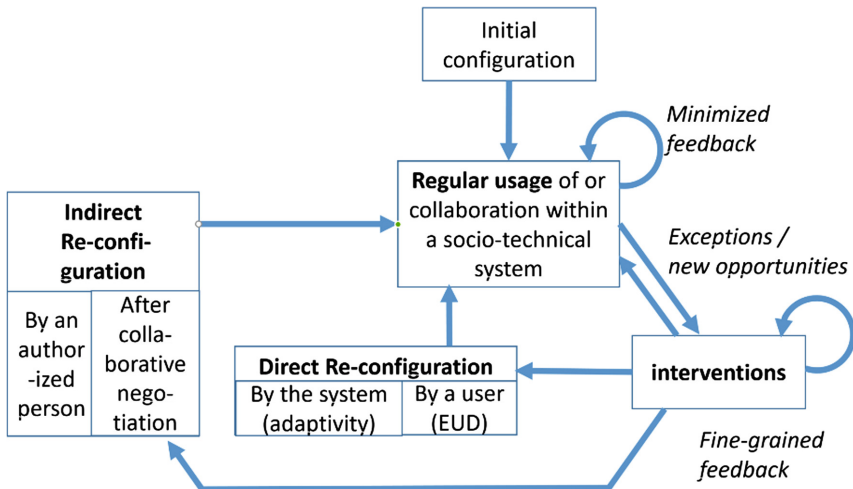 Initial
configuration
Minimized
feedback
Regular usage of or
collaboration within
a socio-technical
system
Indirect
Re-confi-
guration
By an
author
-ized
person
After
colla-
borative
nego-
tiation
Exceptions /
new opportunities
Direct Re-configuration
By the system
(adaptivity)
By a user
(EUD)
interventions
Fine-grained
feedback